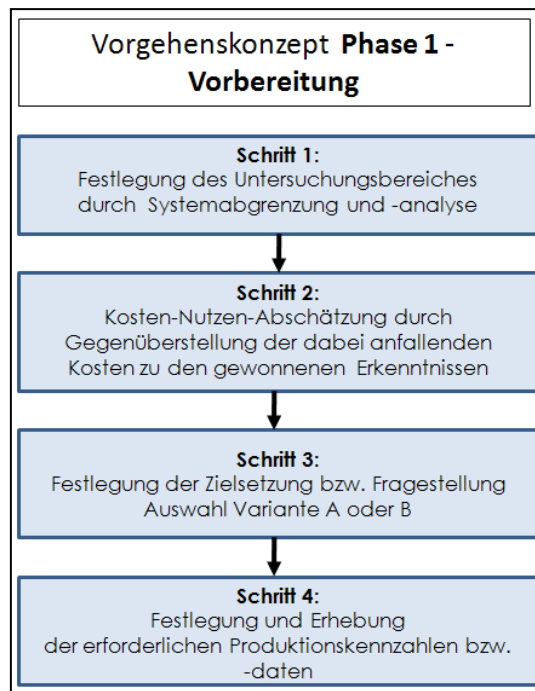 Vorgehenskonzept Phase 1 -
Vorbereitung
Schritt 1:
Festlegung des Untersuchungsbereiches
durch Systemabgrenzung und -analyse
Schritt 2:
Kosten-Nutzen-Abschätzung durch
Gegenüberstellung der dabei anfallenden
Kosten zu den gewonnenen Erkenntnissen
Schritt 3:
Festlegung der Zielsetzung bzw. Fragestellung
Auswahl Variante A oder B
Schritt 4:
Festlegung und Erhebung
der erforderlichen Produktionskennzahlen bzw.
-daten